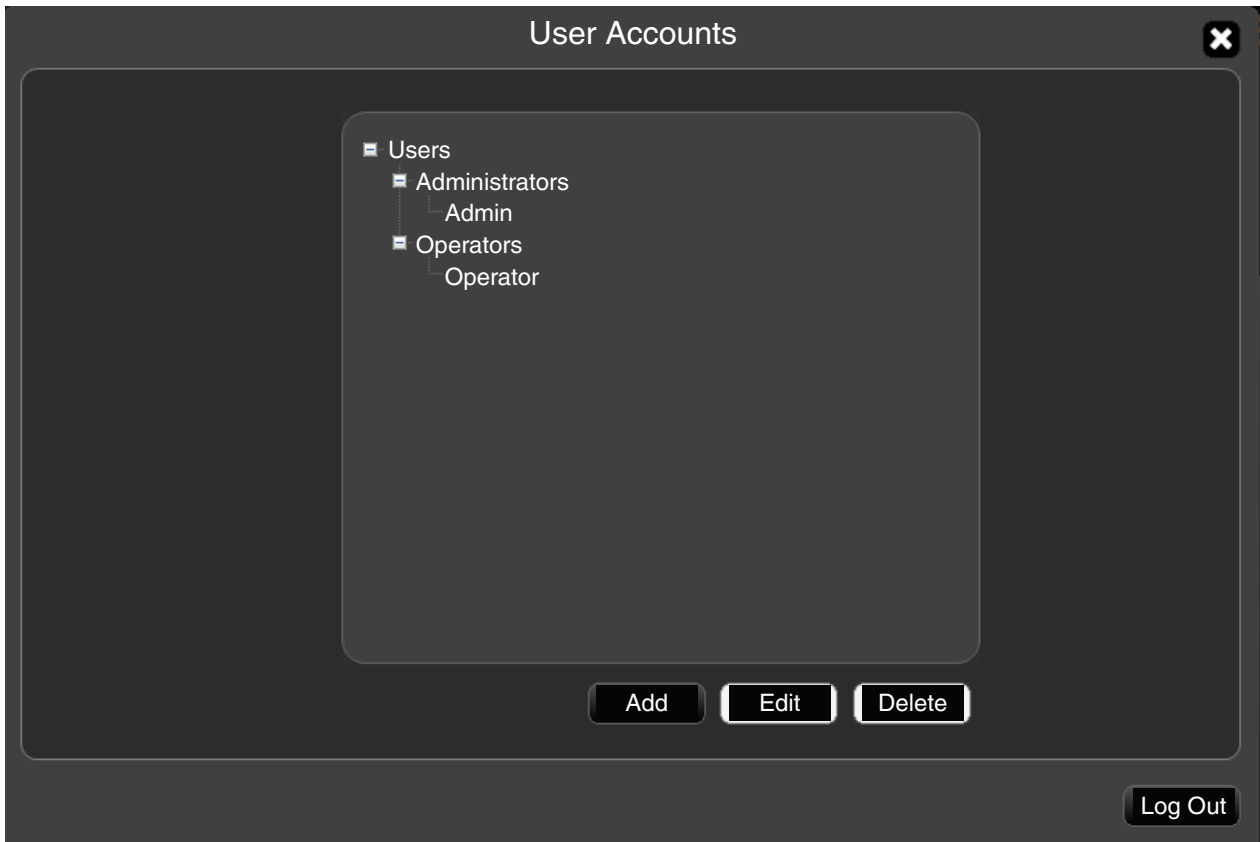 User Accounts
Users
Administrators
Admin
Operators
Operator
Add Edit Delete
Log Out